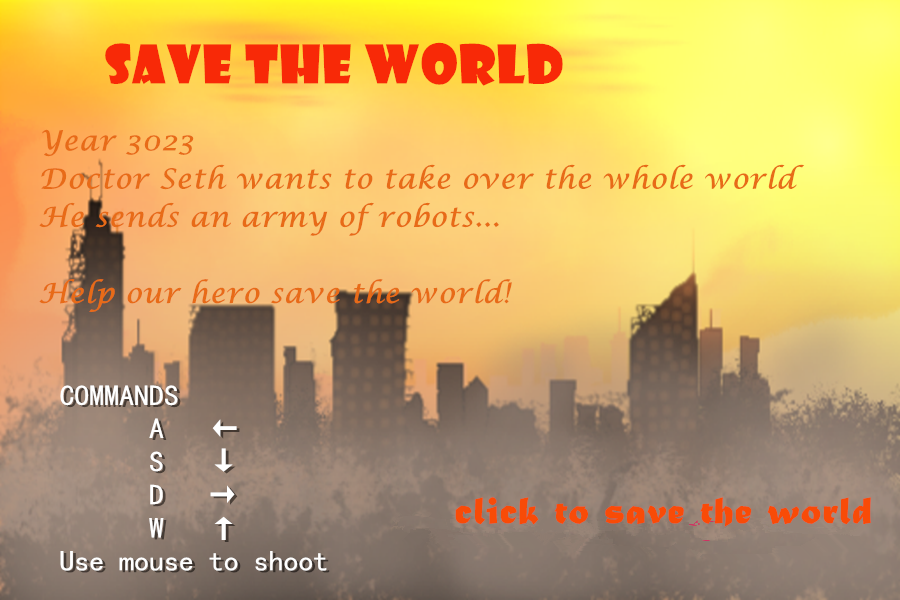 SAVE THE WORLD
Year 3023
Doctor Seth wants to take over the whole world
He sends an army of robots...
Help our hero save the world!
COMMANDS
A ←
S ↓
D →
W ↑
click to save the world
Use mouse to shoot